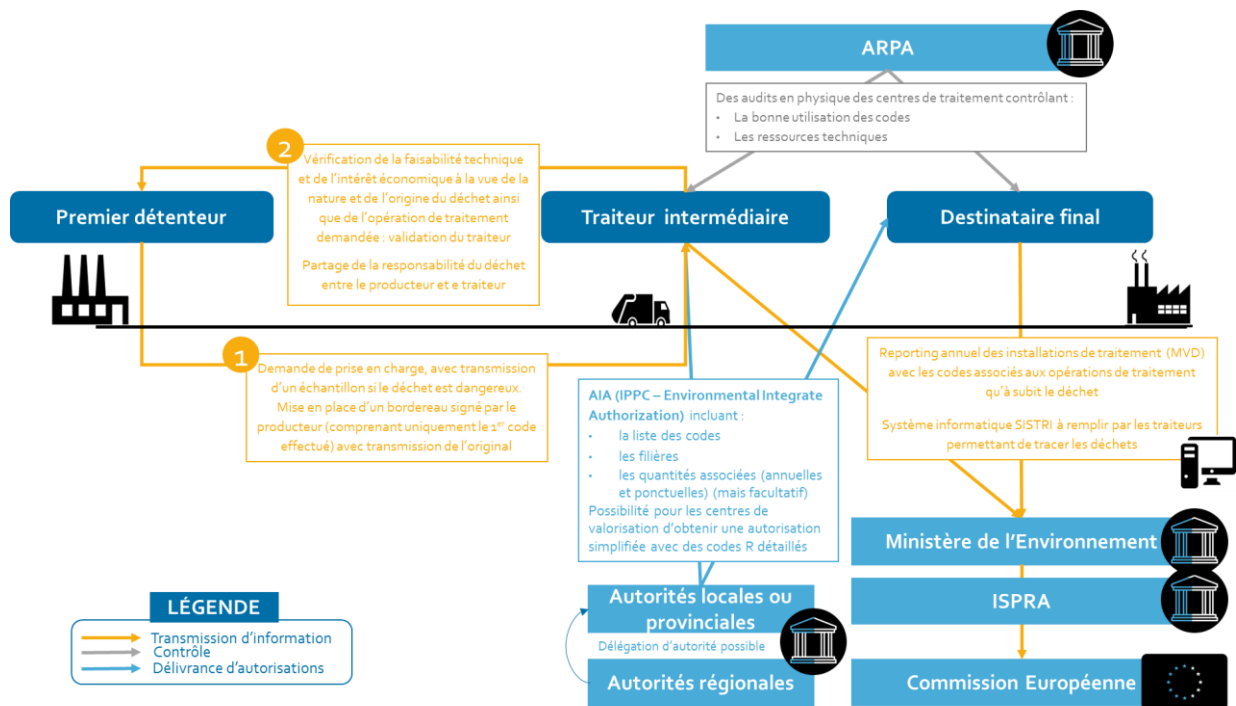 ARPA
Des audits en physique des centres de traitement contrôlant :
• La bonne utilisation des codes
• Les ressources techniques
2
Vérification de la faisabilité technique
et de l'intérêt économique à la vue de la
nature et de l'origine du déchet ainsi
que de l'opération de traitement
demandée : validation du traiteur
Partage de la responsabilité du déchet
entre le producteur et e traiteur
Premier détenteur
Traiteur intermédiaire
Destinataire final
1
Demande de prise en charge, avec transmission
d'un échantillon si le déchet est dangereux.
Mise en place d'un bordereau signé par le
producteur (comprenant uniquement le 1er code
effectué) avec transmission de l'original
AIA (IPPC – Environmental Integrate
Authorization) incluant :
• la liste des codes
• les filières
• les quantités associées (annuelles
et ponctuelles) (mais facultatif)
Possibilité pour les centres de
valorisation d'obtenir une autorisation
simplifiée avec des codes R détaillés
Reporting annuel des installations de traitement (MVD)
avec les codes associés aux opérations de traitement
qu'à subit le déchet
Système informatique SISTRI à remplir par les traiteurs
permettant de tracer les déchets
Ministère de l'Environnement
ISPRA
Commission Européenne
Autorités locales ou
provinciales
Délégation d'autorité possible
Autorités régionales
LÉGENDE
Transmission d'information
Contrôle
Délivrance d'autorisations